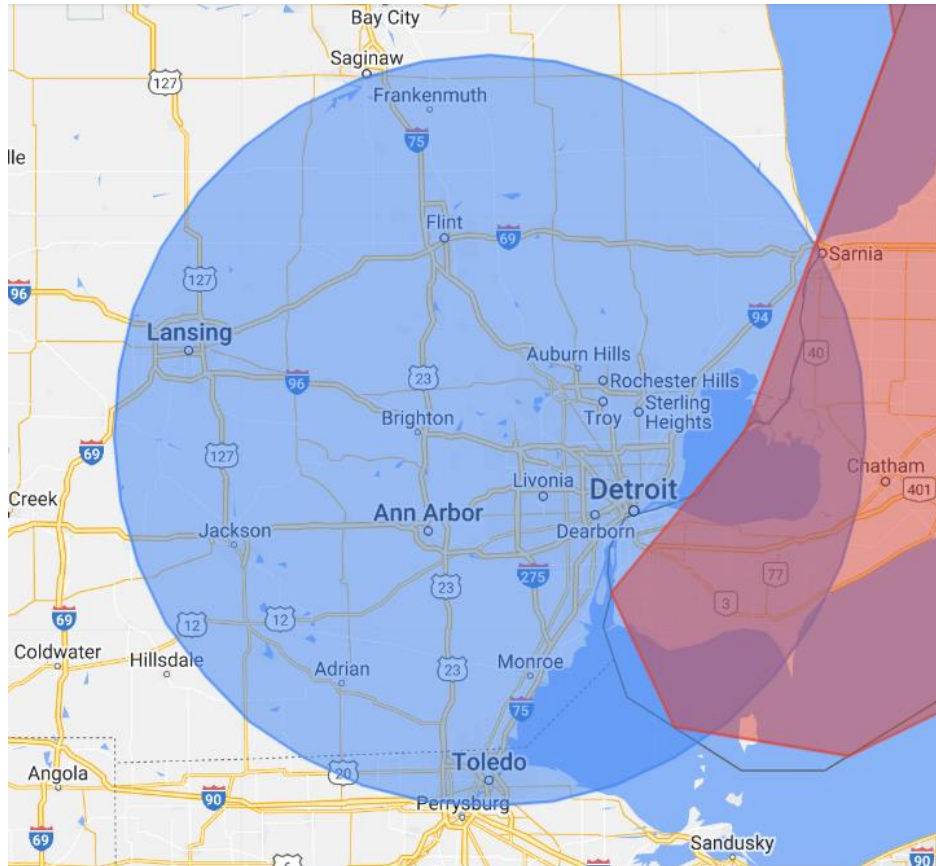 Bay City
Saginaw
127
Frankenmuth
lle
75
Flint
69
Sarnia
127
96
94
Lansing
40
Auburn Hills
96
23
Rochester Hills
Troy
Sterling
Heights
Brighton
69
127
Chatham
Livonia
Detroit
401
Creek
Ann Arbor
Jackson
Dearborn
275
77
23
3
69
12
12
Coldwater
Hillsdale
Adrian
Monroe
23
75
Toledo
Angola
20
90
Perrysburg
69
Sandusky
90